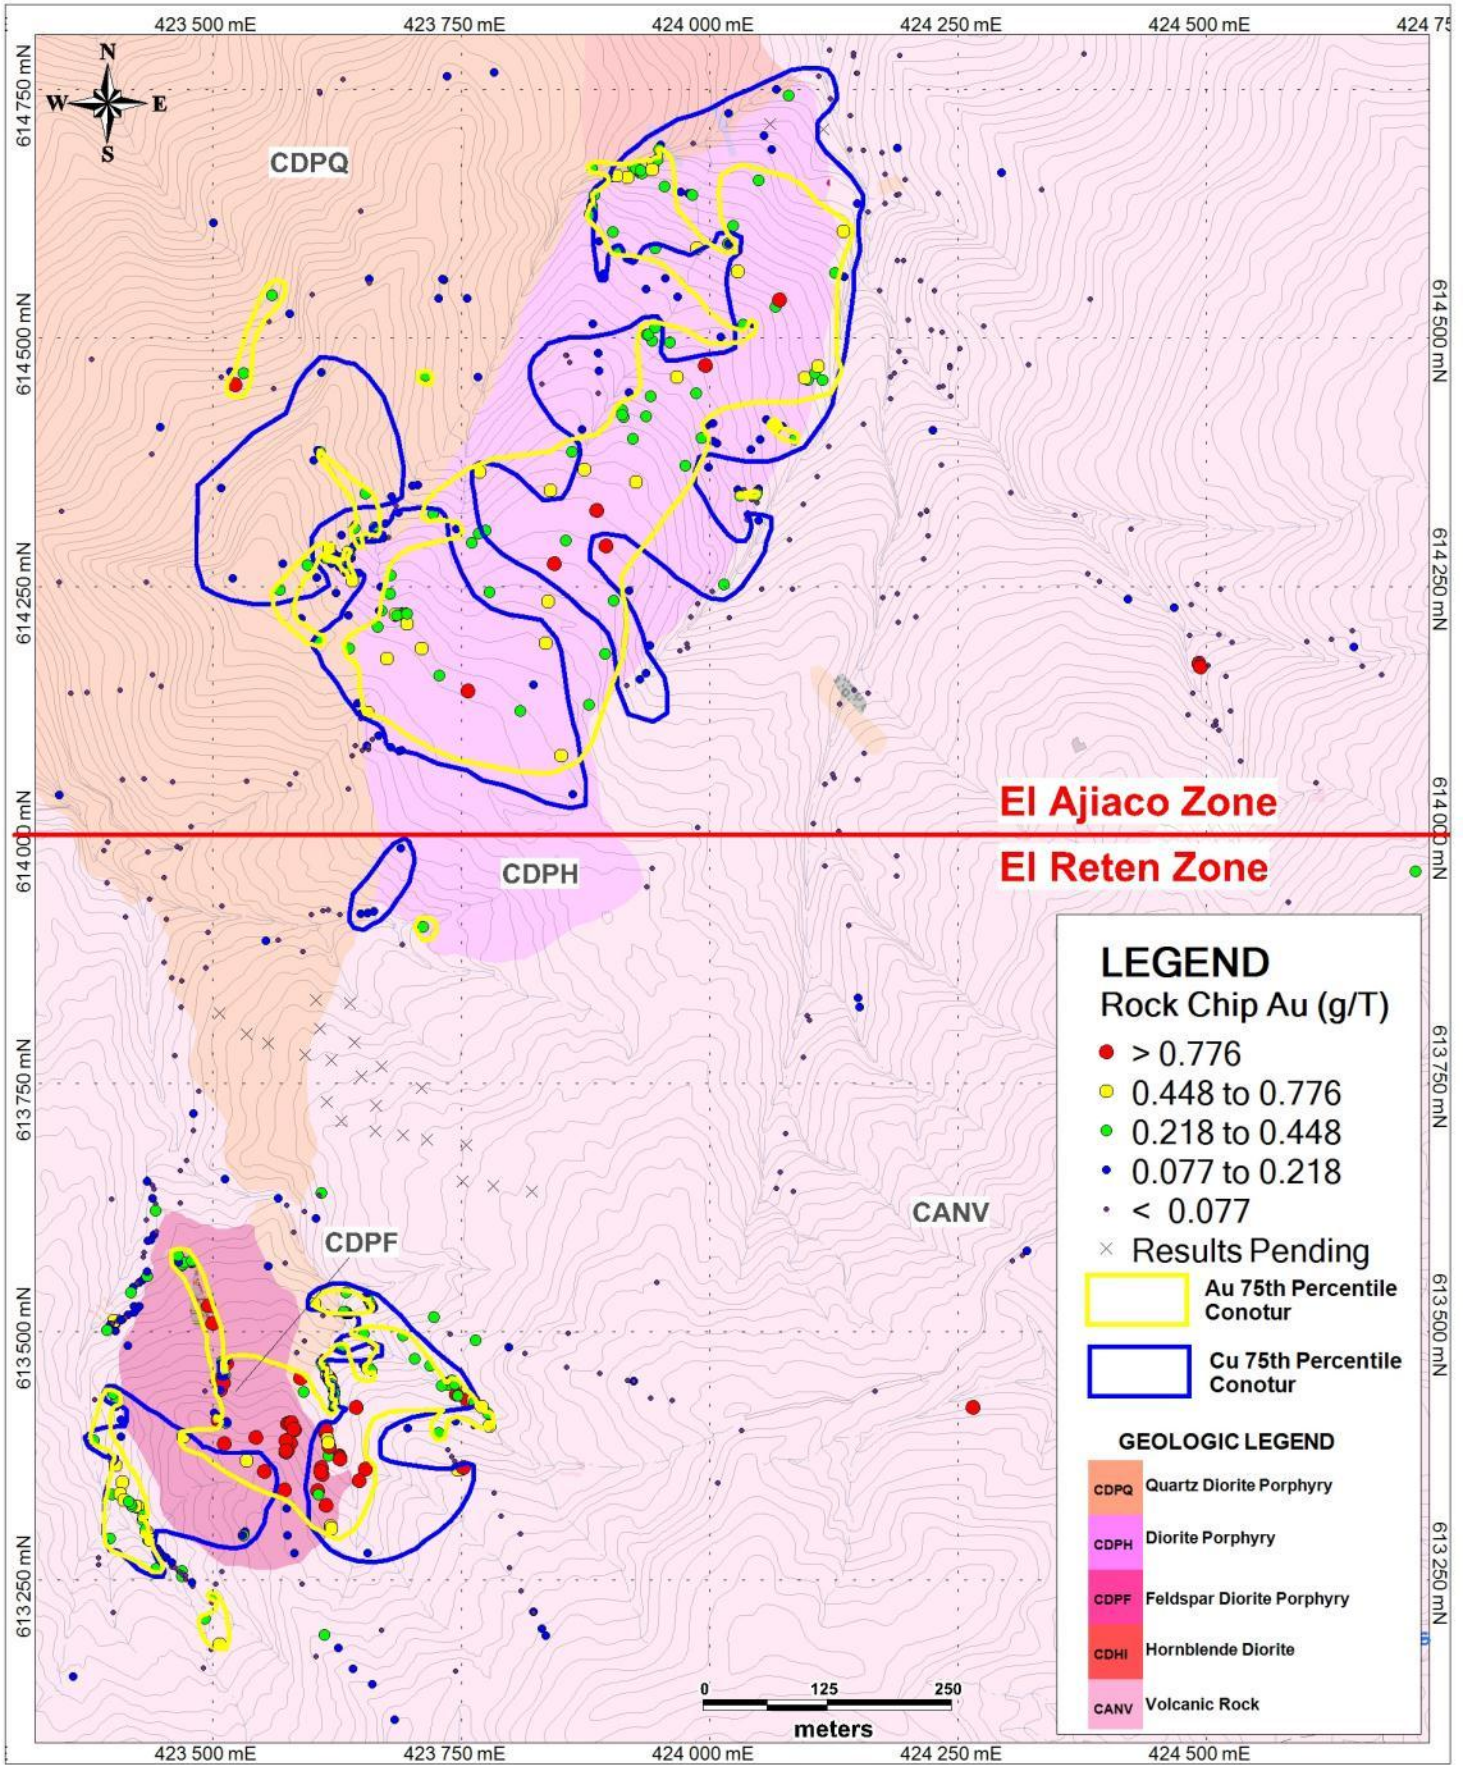 423 500 mE
423 750 mE
424 000 mE
424 250 mE
424 500 mE
424 75
N
W
E
S
614 750 mN
614 500 mN
614 500 mN
614 250 mN
614 250 mN
614 000 mN
614 000 mN
613 750 mN
613 750 mN
613 500 mN
613 500 mN
613 250 mN
613 250 mN
CDPQ
El Ajiaco Zone
El Reten Zone
CDPH
CANV
CDPF
LEGEND
Rock Chip Au (g/T)
> 0.776
0.448 to 0.776
0.218 to 0.448
0.077 to 0.218
< 0.077
Results Pending
Au 75th Percentile
Conotur
Cu 75th Percentile
Conotur
GEOLOGIC LEGEND
CDPQ Quartz Diorite Porphyry
CDPH Diorite Porphyry
CDPF Feldspar Diorite Porphyry
CDHI Hornblende Diorite
CANV Volcanic Rock
0 125 250
meters
423 500 mE
423 750 mE
424 000 mE
424 250 mE
424 500 mE